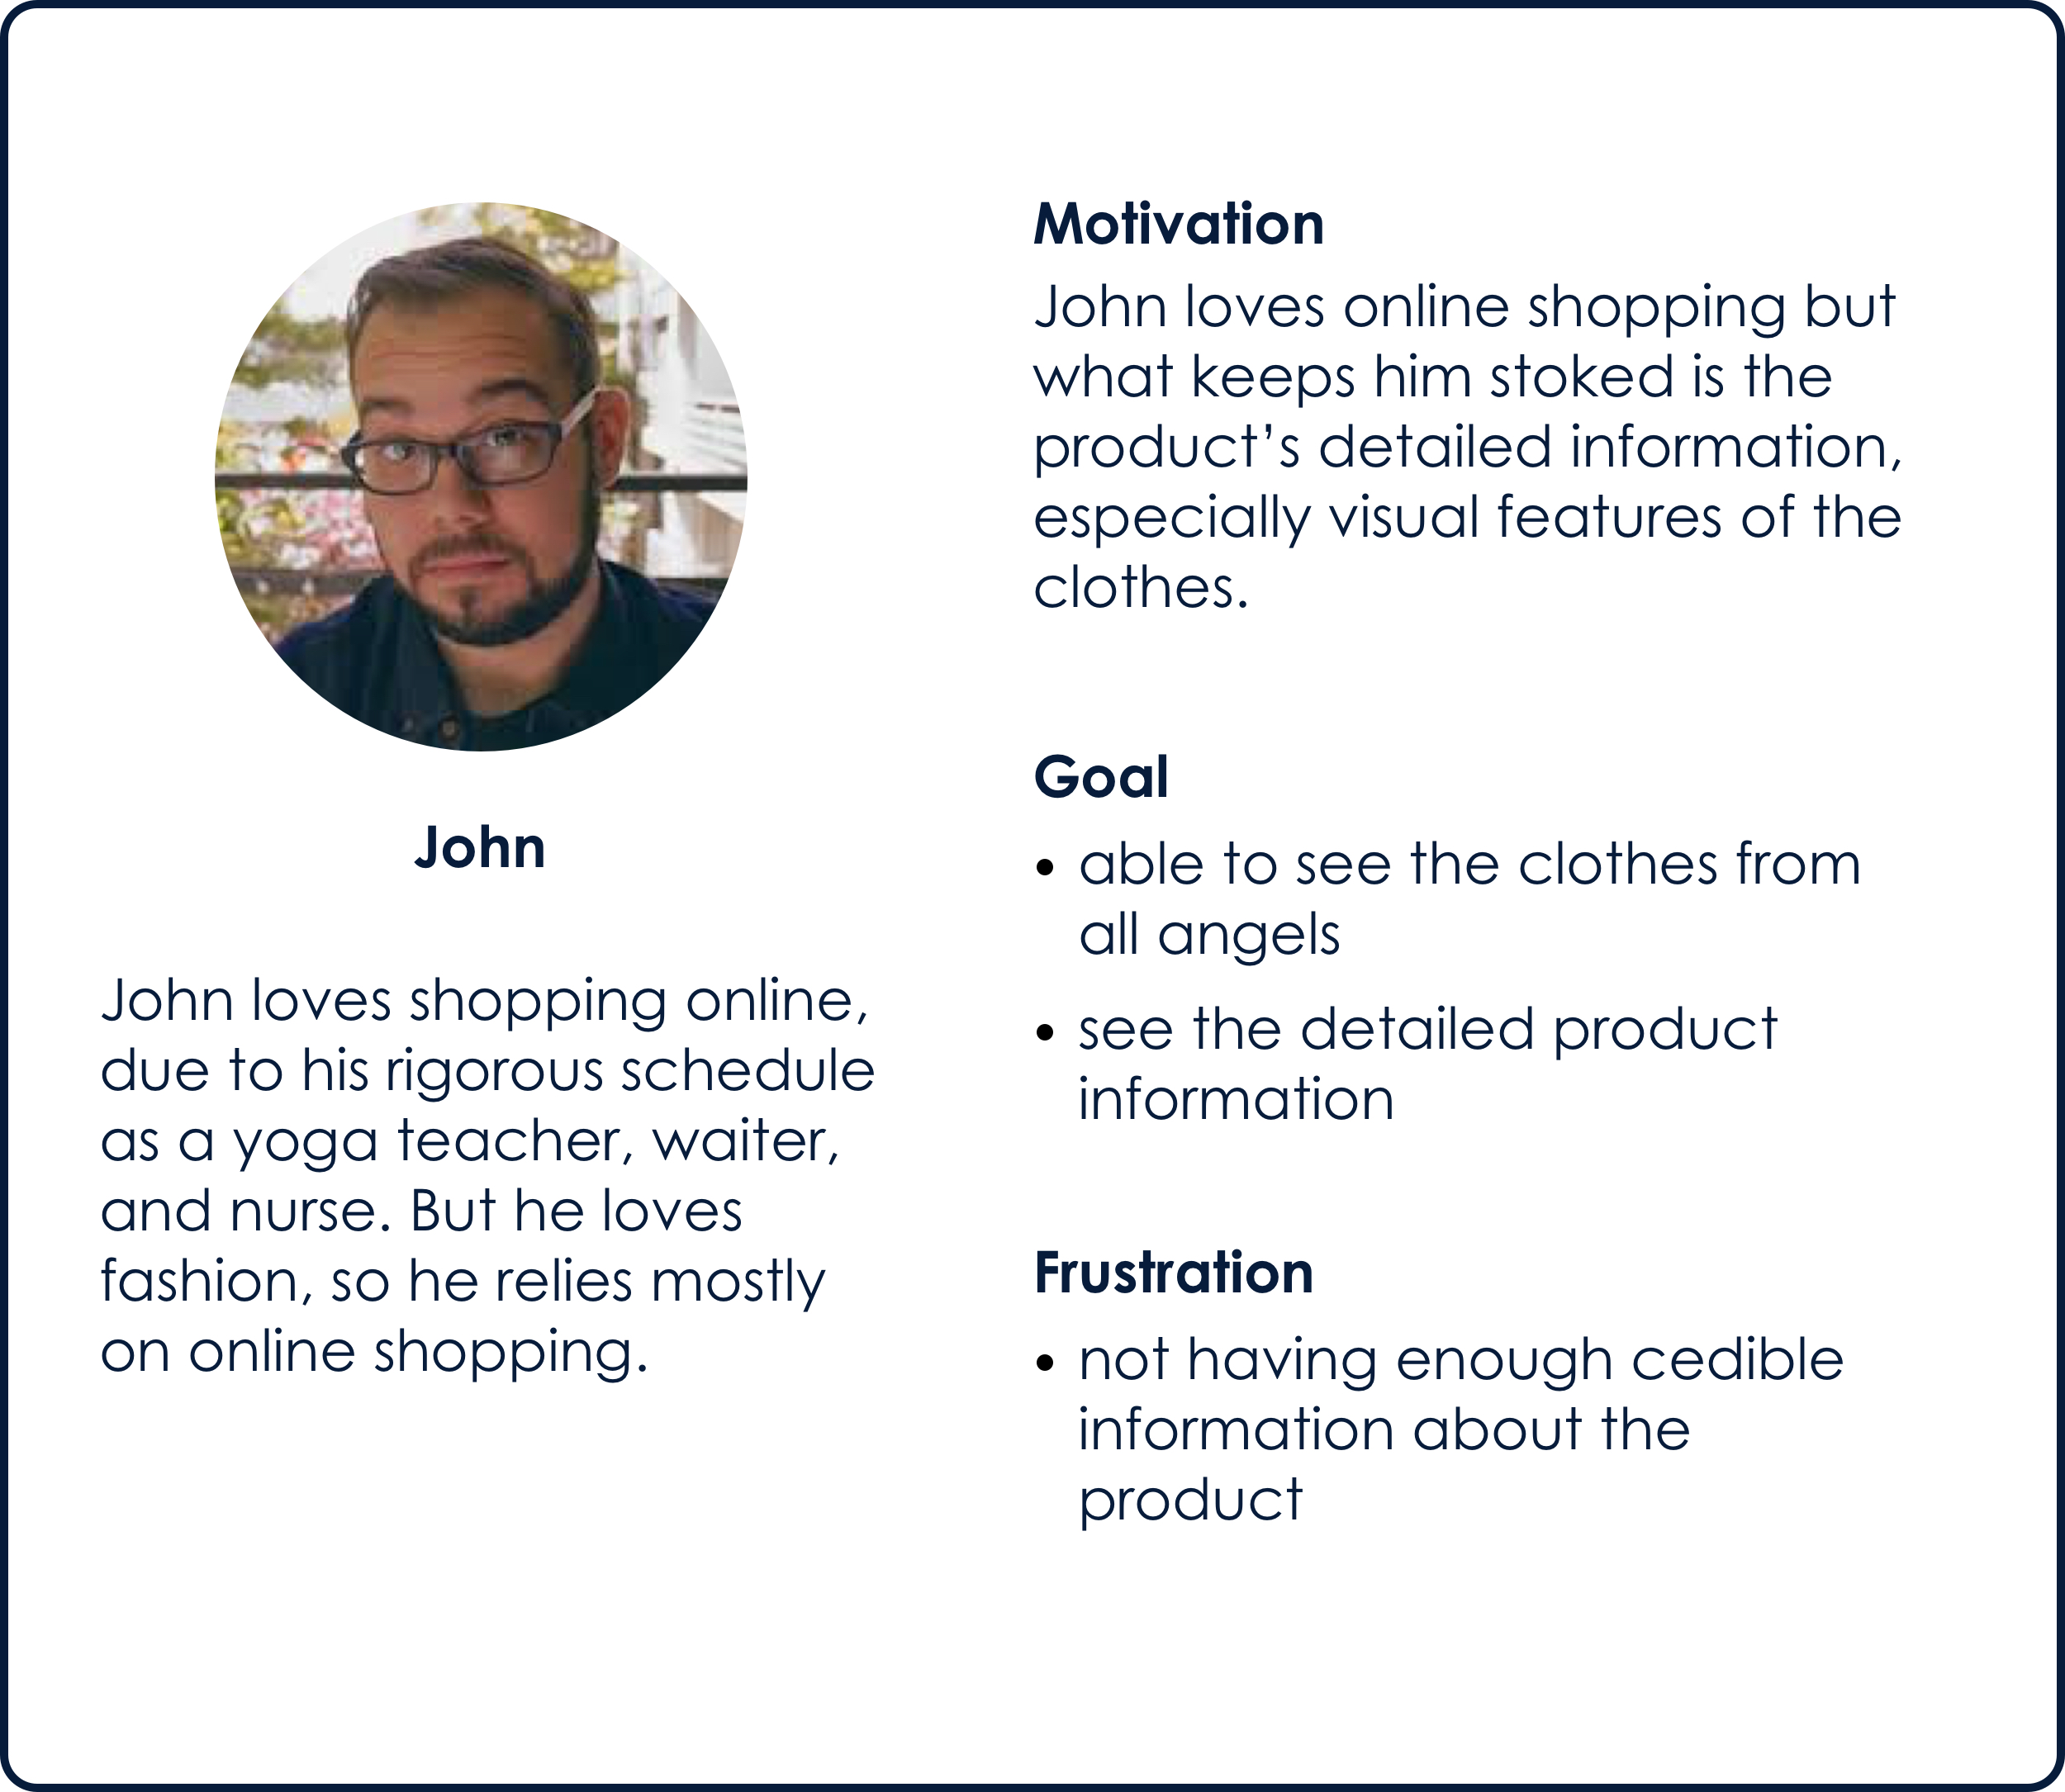 John
John loves shopping online,
due to his rigorous schedule
as a yoga teacher, waiter,
and nurse. But he loves
fashion, so he relies mostly
on online shopping.
Motivation
John loves online shopping but
what keeps him stoked is the
product’s detailed information,
especially visual features of the
clothes.
Goal
• able to see the clothes from
all angels
• see the detailed product
information
Frustration
• not having enough cedible
information about the
product